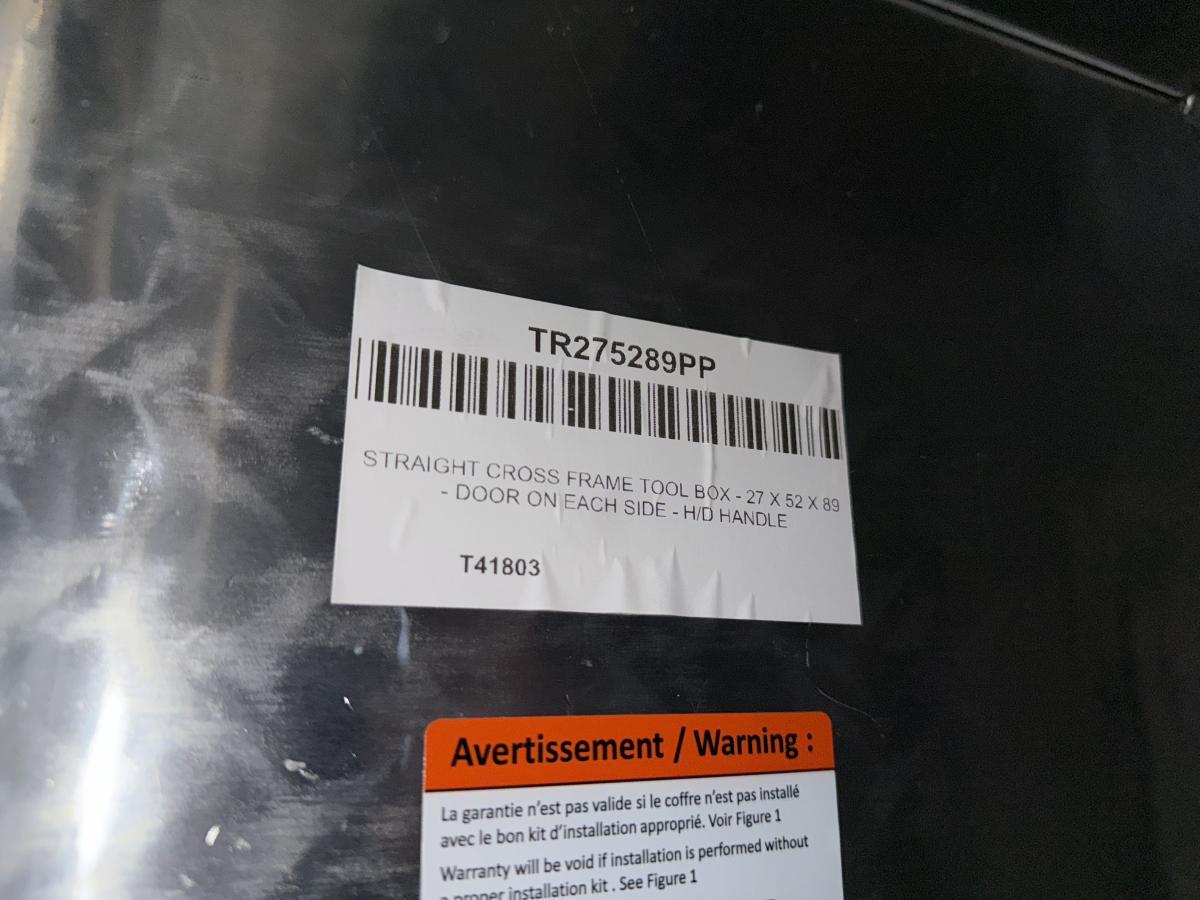 TR275289PP
STRAIGHT CROSS FRAME TOOL BOX - 27 X 52 X 89
- DOOR ON EACH SIDE - H/D HANDLE
T41803
Avertissement / Warning :
La garantie n'est pas valide si le coffre n'est pas installé
avec le bon kit d'installation approprié. Voir Figure 1
Warranty will be void if installation is performed without
a proper installation kit . See Figure 1